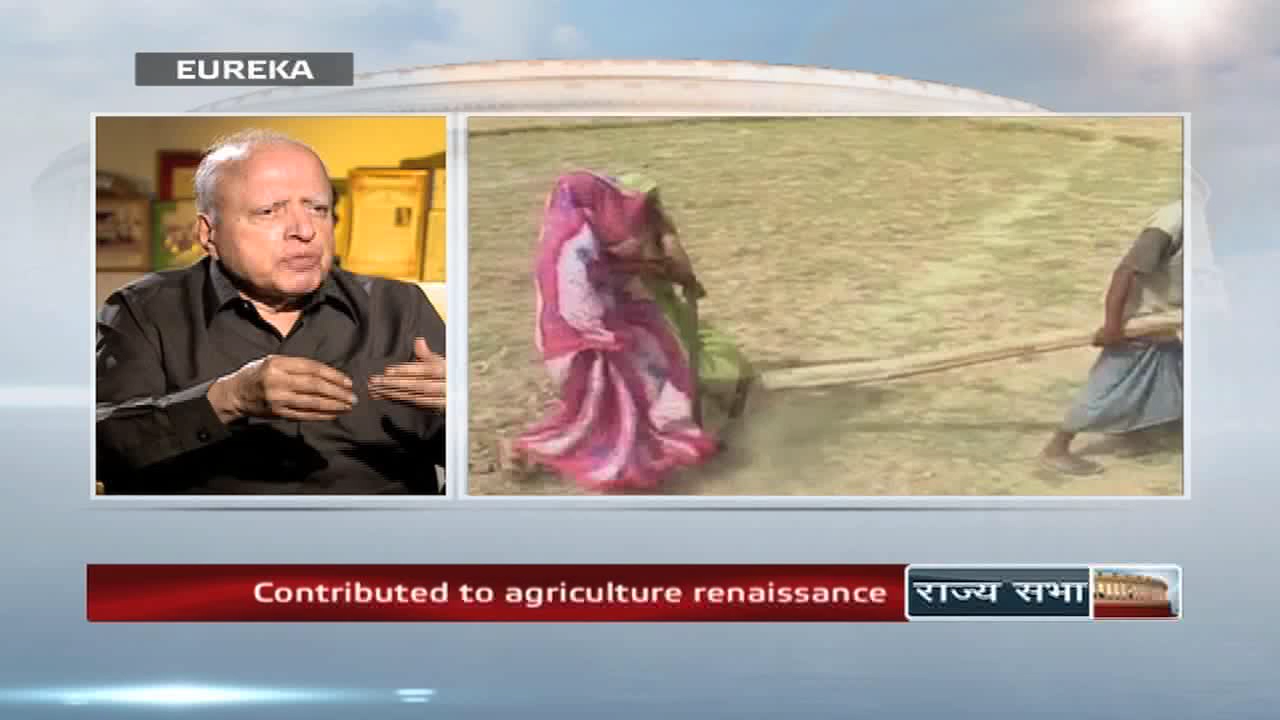 EUREKA
Contributed to agriculture renaissance
राज्य सभा